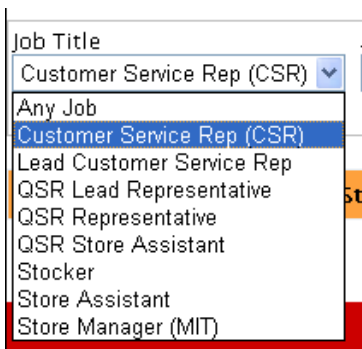 Job Title
Customer Service Rep (CSR)
Any Job
Customer Service Rep (CSR)
Lead Customer Service Rep
QSR Lead Representative
QSR Representative
QSR Store Assistant
Stocker
Store Assistant
Store Manager (MIT)